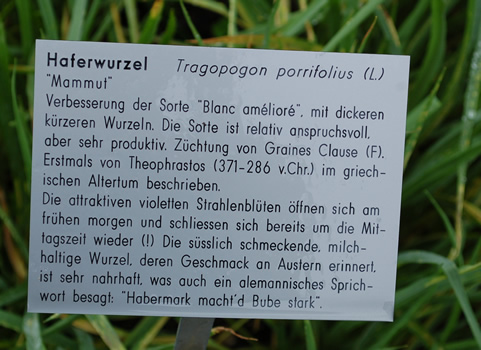 Haferwurzel Tragopogon porrifolius (L.)
"Mammut"
Verbesserung der Sorte "Blanc amélioré", mit dickeren
kürzeren Wurzeln. Die Sotte ist relativ anspruchsvoll,
aber sehr produktiv. Züchtung von Graines Clause (F).
Erstmals von Theophrastos (371-286 v.Chr.) im griech-
ischen Altertum beschrieben.
Die attraktiven violetten Strahlenblüten öffnen sich am
frühen morgen und schliessen sich bereits um die Mit-
tagszeit wieder (!) Die süsslich schmeckende, milch-
haltige Wurzel, deren Geschmack an Austern erinnert,
ist sehr nahrhaft, was auch ein alemannisches Sprich-
wort besagt: "Habermark macht'd Bube stark".